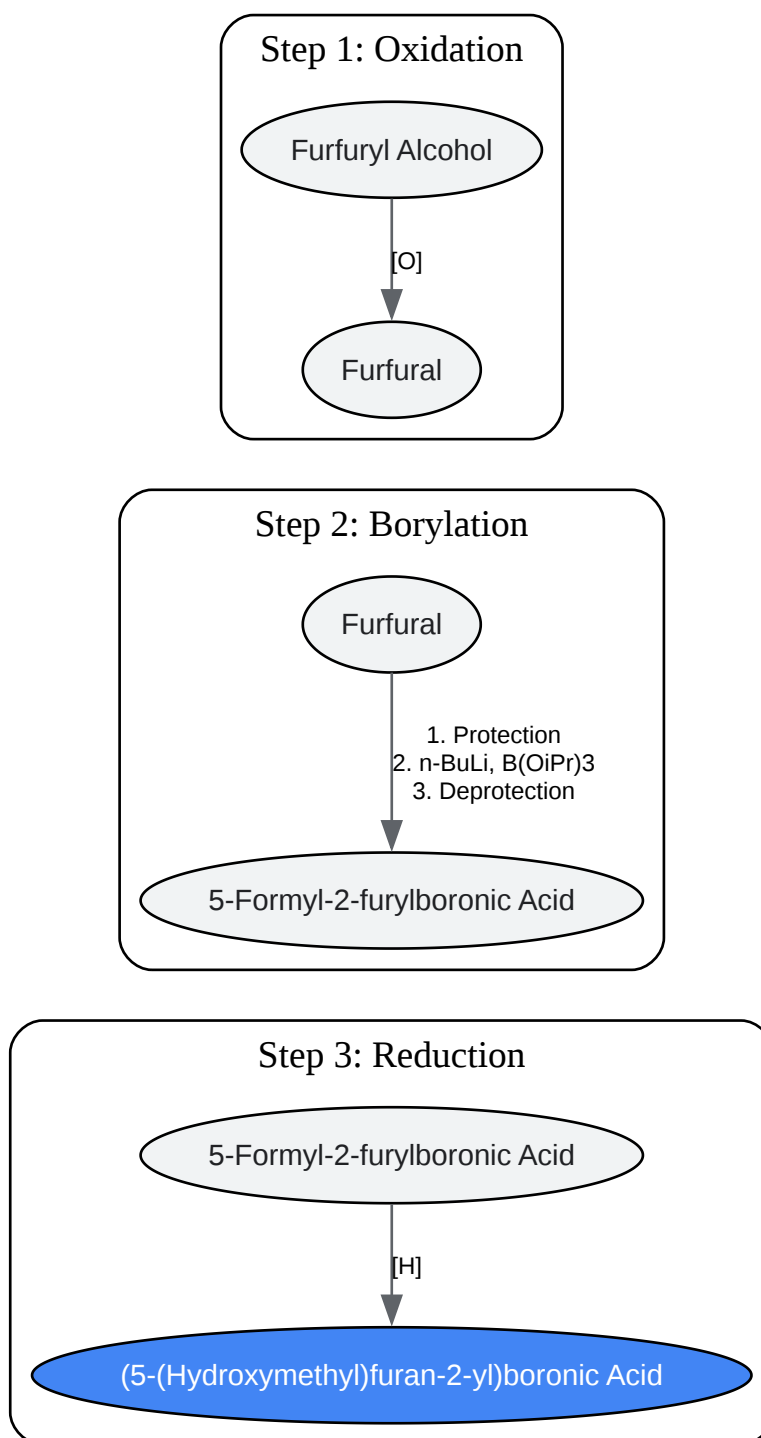 Step 1: Oxidation
Furfuryl Alcohol
[O]
Furfural
Step 2: Borylation
Furfural
1. Protection
2. n-BuLi, B(OiPr)3
3. Deprotection
5-Formyl-2-furylboronic Acid
Step 3: Reduction
5-Formyl-2-furylboronic Acid
[H]
(5-(Hydroxymethyl)furan-2-yl)boronic Acid